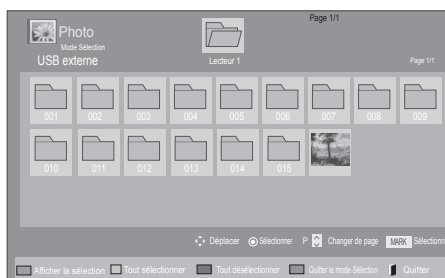 Page 1/1
Photo
Mode Sélection
USB externe
Lecteur 1
Page 1/1
001 002 003 004 005 006 007 008 009
010 011 012 013 014 015
Déplacer Sélectionner P Changer de page MARK Sélectionn
Afficher la sélection Tout sélectionner Tout désélectionner Quitter le mode Sélection Quitter